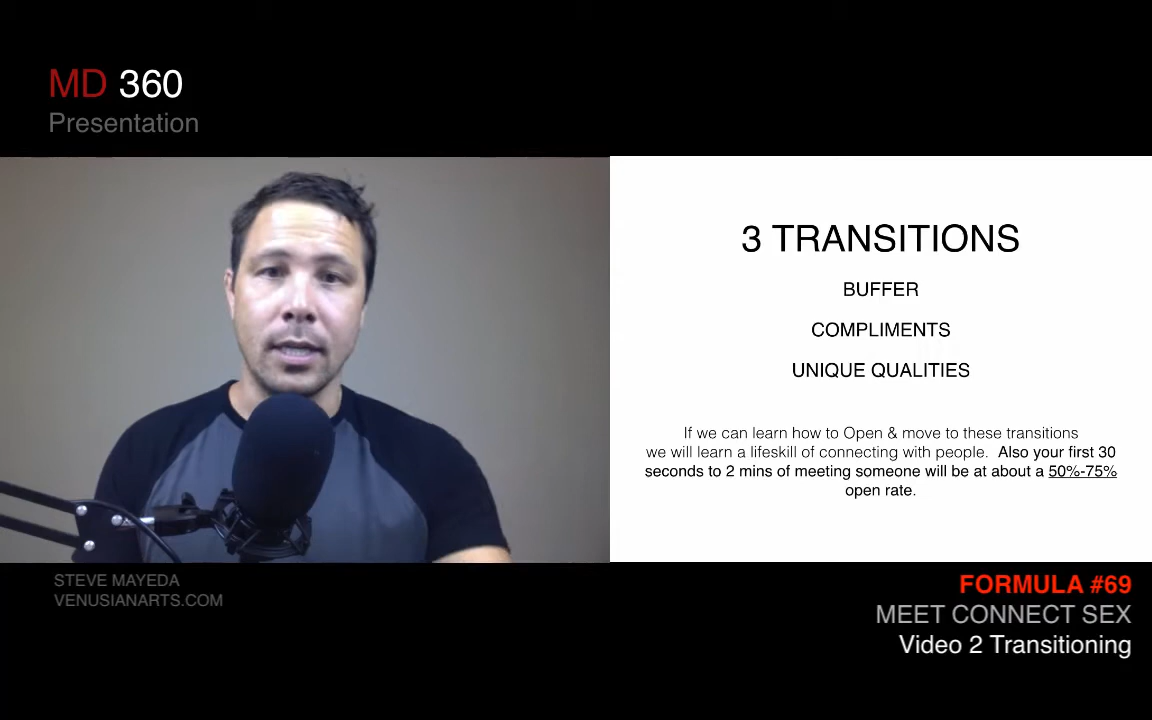 MD 360
Presentation
3 TRANSITIONS
BUFFER
COMPLIMENTS
UNIQUE QUALITIES
If we can learn how to Open & move to these transitions
we will learn a lifeskill of connecting with people. Also your first 30
seconds to 2 mins of meeting someone will be at about a 50%-75%
open rate.
STEVE MAYEDA
VENUSIANARTS.COM
FORMULA #69
MEET CONNECT SEX
Video 2 Transitioning